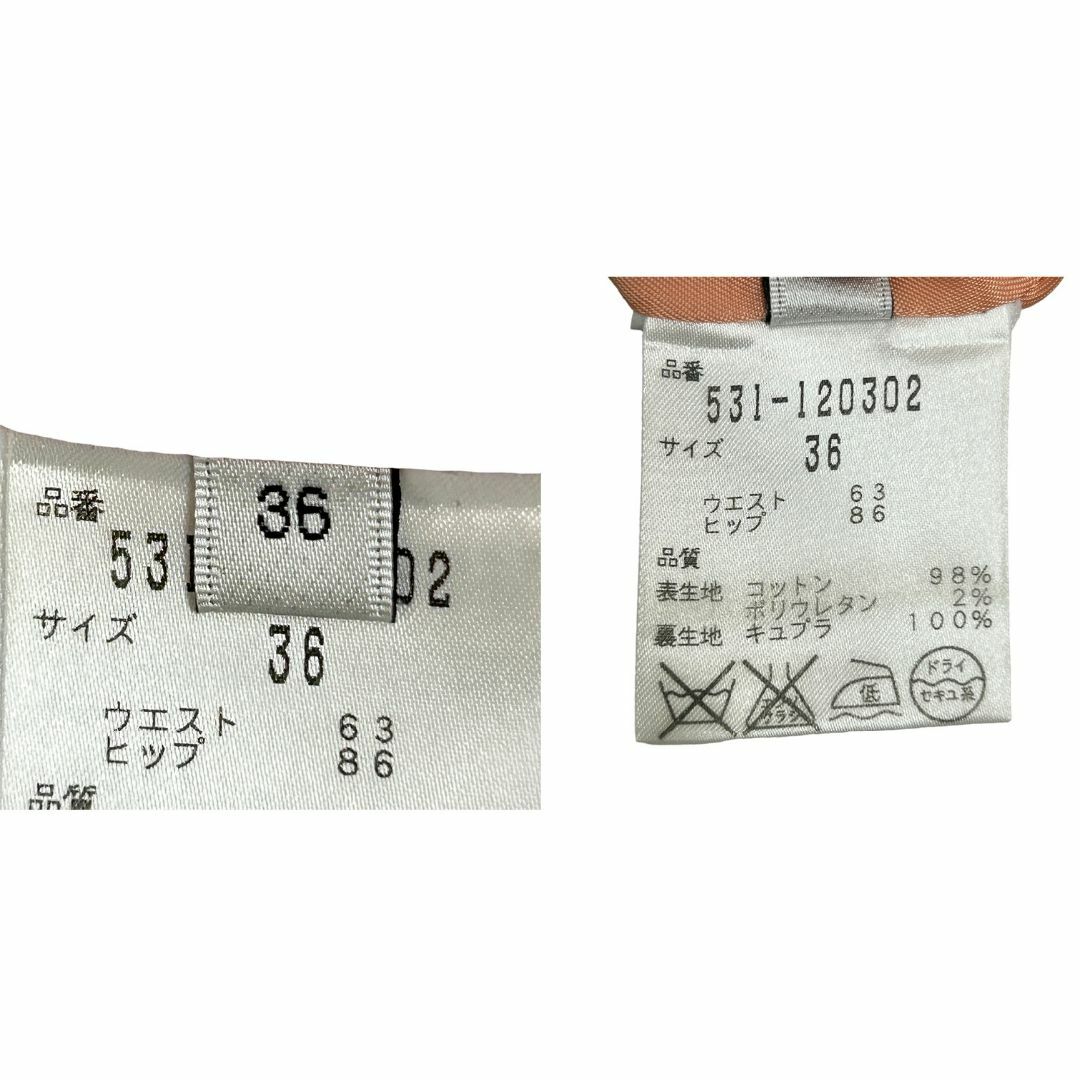 36
品番
531 02
サイズ
36
ウエスト 63
ヒップ 86
品質
品番
531-120302
サイズ 36
ウエスト 63
ヒップ 86
品質
表生地 コットン 98%
ポリウレタン 2%
裏生地 キュプラ 100%
低
ドライ
セキユ系